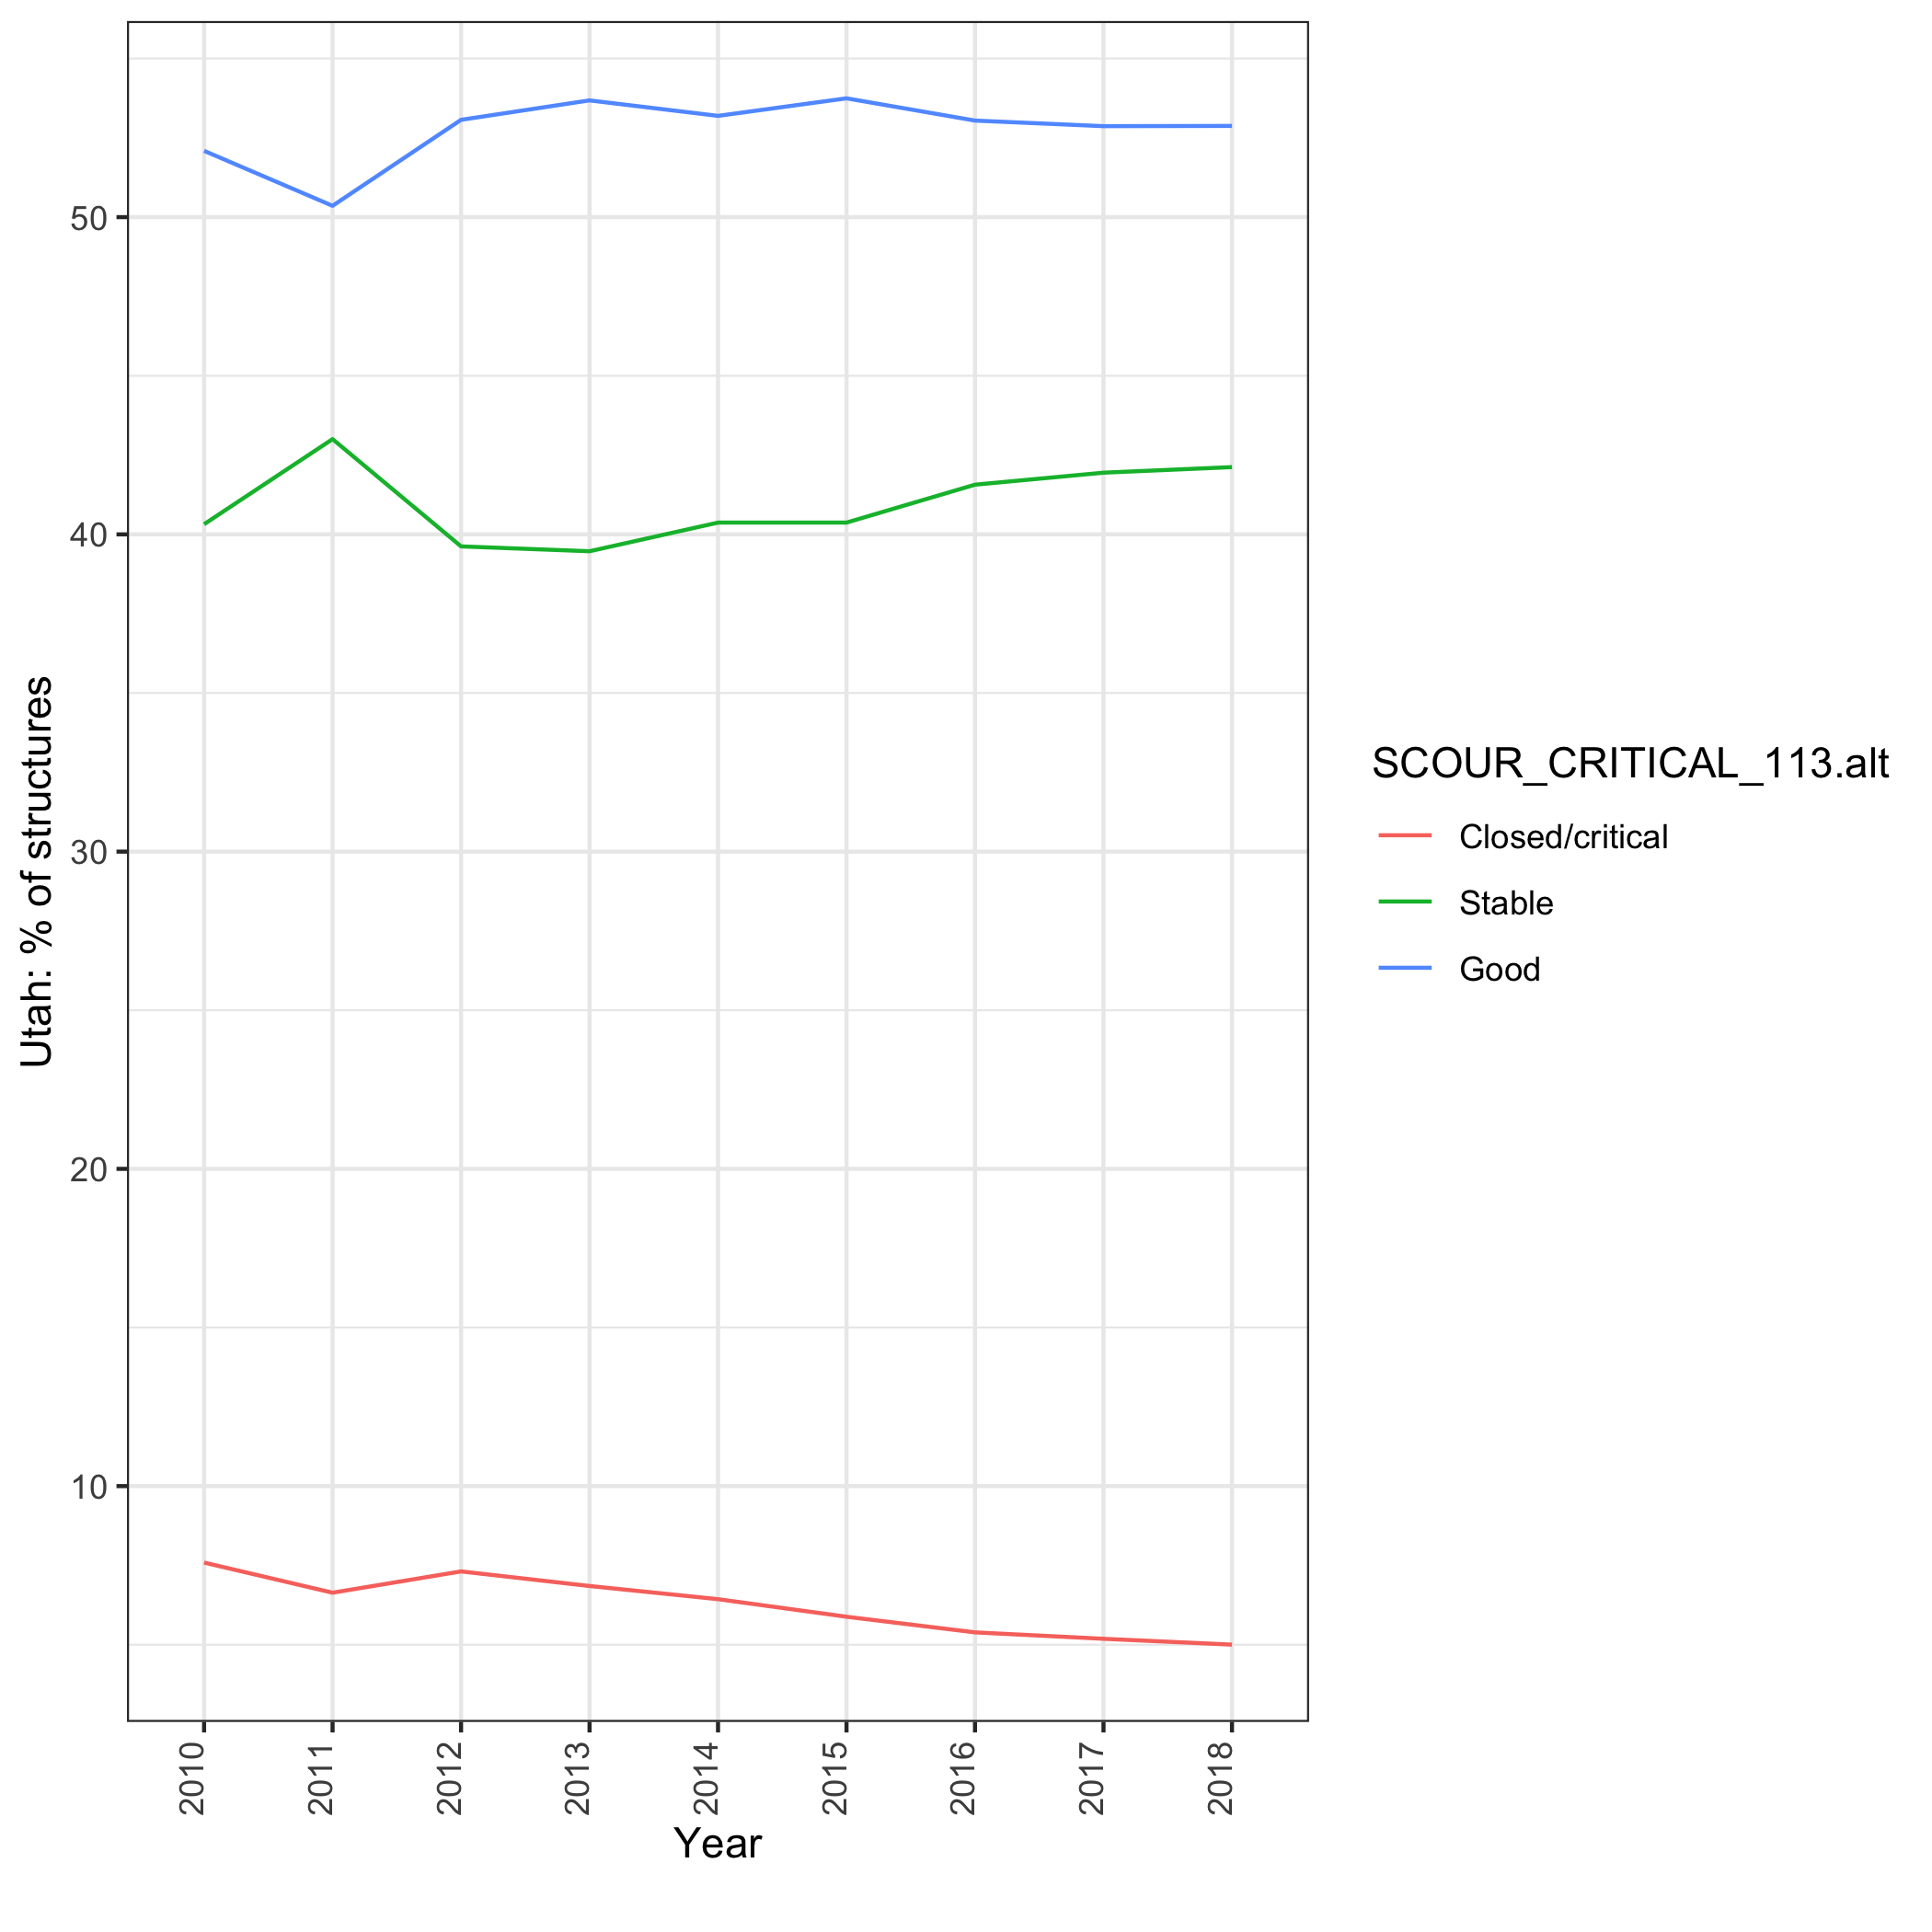 Utah: % of structures
50
40
30
20
10
2010
2011
2012
2013
2014
2015
2016
2017
2018
Year
SCOUR_CRITICAL_113.alt
Closed/critical
Stable
Good